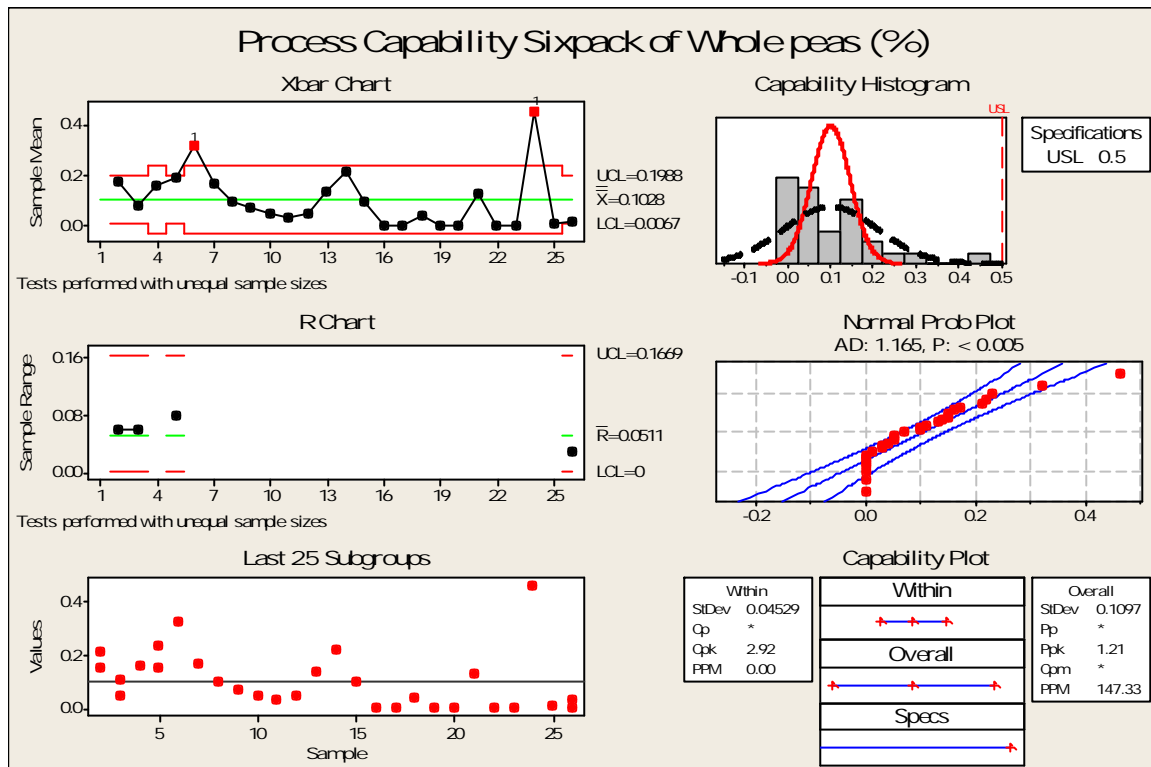 Process Capability Sixpack of Whole peas (%)
Xbar Chart
Sample Mean
0.4
0.2
0.0
1
1
UCL=0.1988
X=0.1028
LCL=0.0067
1 4 7 10 13 16 19 22 25
Tests performed with unequal sample sizes
Capability Histogram
USL
Specifications
USL 0.5
-0.1 0.0 0.1 0.2 0.3 0.4 0.5
R Chart
Sample Range
0.16
0.08
0.00
UCL=0.1669
R=0.0511
LCL=0
1 4 7 10 13 16 19 22 25
Tests performed with unequal sample sizes
Normal Prob Plot
AD: 1.165, P: < 0.005
-0.2 0.0 0.2 0.4
Last 25 Subgroups
Values
0.4
0.2
0.0
5 10 15 20 25
Sample
Capability Plot
Within
StDev 0.04529
Cp *
Cpk 2.92
PPM 0.00
Within
Overall
Specs
Overall
StDev 0.1097
Pp *
Ppk 1.21
Cpm *
PPM 147.33